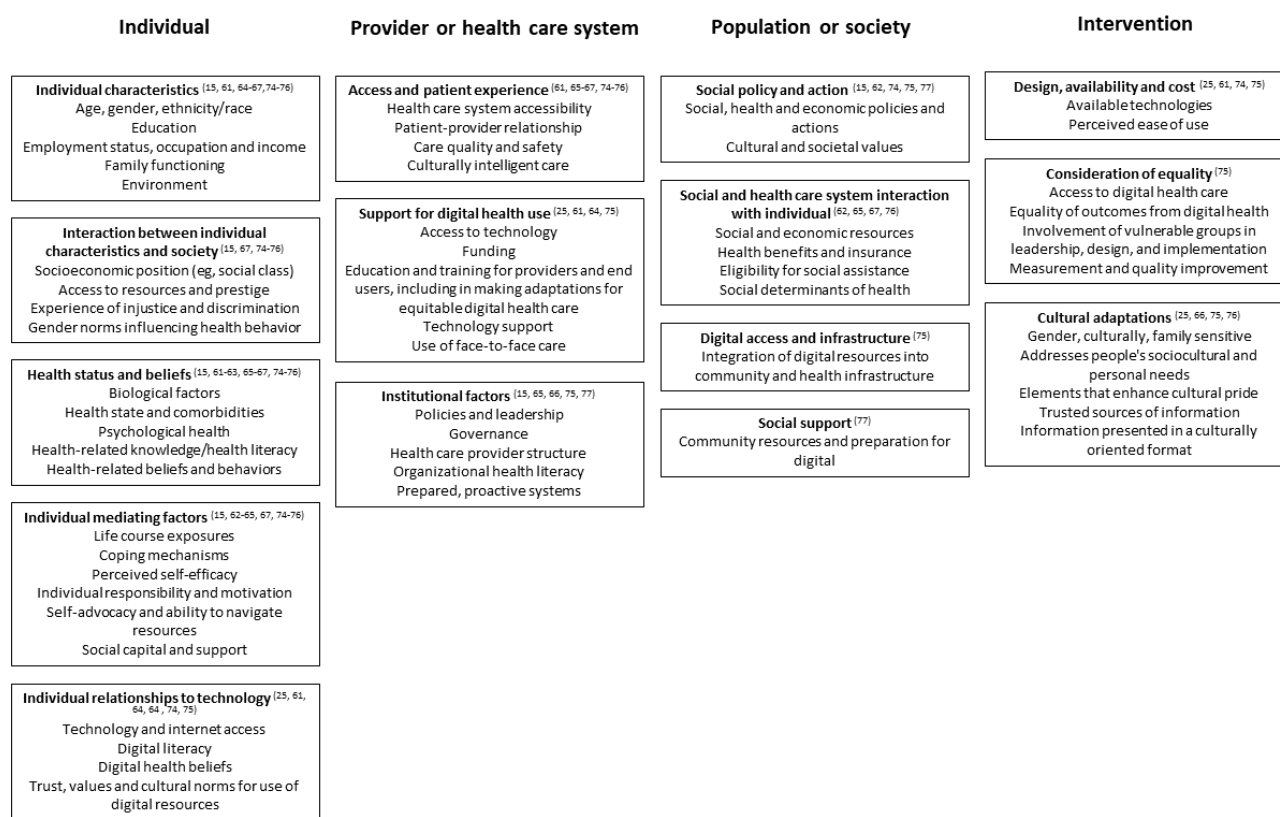 Individual
Individual characteristics (15, 61, 64-67,74-76)
Age, gender, ethnicity/race
Education
Employment status, occupation and income
Family functioning
Environment
Interaction between individual
characteristics and society (15, 67, 74-76)
Socioeconomic position (eg, social class)
Access to resources and prestige
Experience of injustice and discrimination
Gender norms influencing health behavior
Health status and beliefs (15, 61-63, 65-67, 74-76)
Biological factors
Health state and comorbidities
Psychological health
Health-related knowledge/health literacy
Health-related beliefs and behaviors
Individual mediating factors (15, 62-65, 67, 74-76)
Life course exposures
Coping mechanisms
Perceived self-efficacy
Individual responsibility and motivation
Self-advocacy and ability to navigate
resources
Social capital and support
Individual relationships to technology (25, 61,
64, 64 , 74, 75)
Technology and internet access
Digital literacy
Digital health beliefs
Trust, values and cultural norms for use of
digital resources
Provider or health care system
Access and patient experience (61, 65-67, 74-76)
Health care system accessibility
Patient-provider relationship
Care quality and safety
Culturally intelligent care
Support for digital health use (25, 61, 64, 75)
Access to technology
Funding
Education and training for providers and end
users, including in making adaptations for
equitable digital health care
Technology support
Use of face-to-face care
Institutional factors (15, 65, 66, 75, 77)
Policies and leadership
Governance
Health care provider structure
Organizational health literacy
Prepared, proactive systems
Population or society
Social policy and action (15, 62, 74, 75, 77)
Social, health and economic policies and
actions
Cultural and societal values
Social and health care system interaction
with individual (62, 65, 67, 76)
Social and economic resources
Health benefits and insurance
Eligibility for social assistance
Social determinants of health
Digital access and infrastructure (75)
Integration of digital resources into
community and health infrastructure
Social support (77)
Community resources and preparation for
digital
Intervention
Design, availability and cost (25, 61, 74, 75)
Available technologies
Perceived ease of use
Consideration of equality (75)
Access to digital health care
Equality of outcomes from digital health
Involvement of vulnerable groups in
leadership, design, and implementation
Measurement and quality improvement
Cultural adaptations (25, 66, 75, 76)
Gender, culturally, family sensitive
Addresses people's sociocultural and
personal needs
Elements that enhance cultural pride
Trusted sources of information
Information presented in a culturally
oriented format